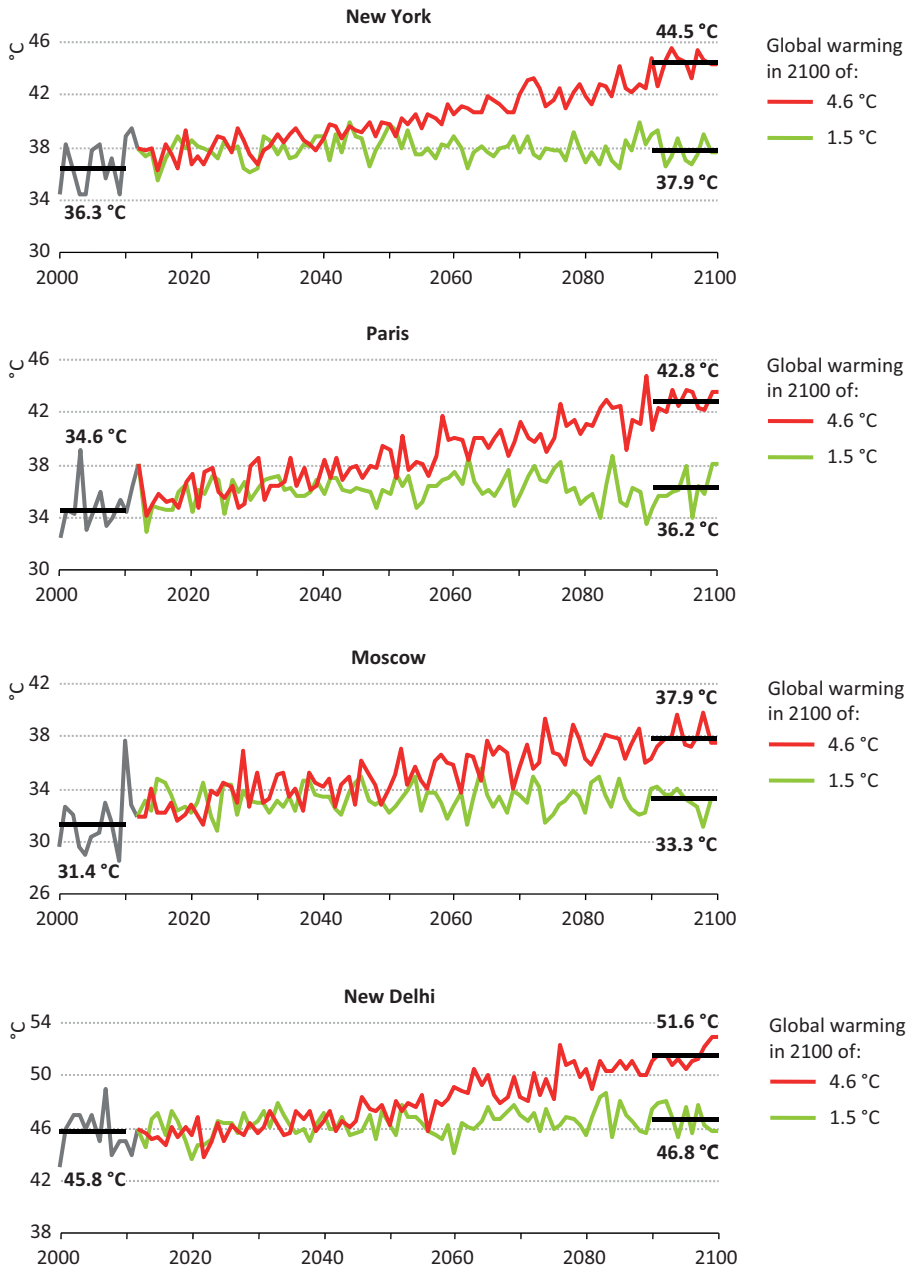 New York
°C
46
42
38
34
30
44.5 °C
37.9 °C
36.3 °C
2000 2020 2040 2060 2080 2100
Global warming
in 2100 of:
4.6 °C
1.5 °C
Paris
°C
46
42
38
34
30
42.8 °C
34.6 °C
36.2 °C
2000 2020 2040 2060 2080 2100
Global warming
in 2100 of:
4.6 °C
1.5 °C
Moscow
°C
42
38
34
30
26
37.9 °C
33.3 °C
31.4 °C
2000 2020 2040 2060 2080 2100
Global warming
in 2100 of:
4.6 °C
1.5 °C
New Delhi
°C
54
50
46
42
38
51.6 °C
46.8 °C
45.8 °C
2000 2020 2040 2060 2080 2100
Global warming
in 2100 of:
4.6 °C
1.5 °C